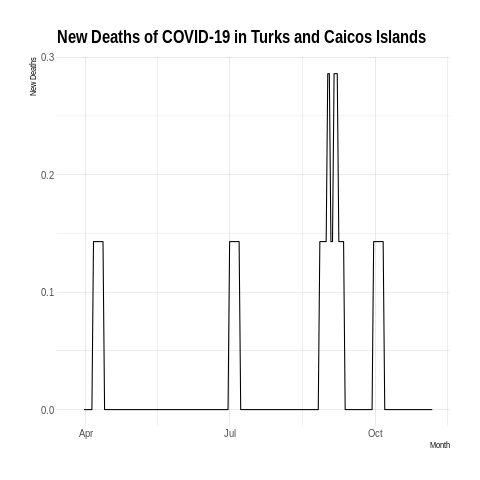 New Deaths of COVID-19 in Turks and Caicos Islands
New Deaths
0.3
0.2
0.1
0.0
Apr
Jul
Oct
Month